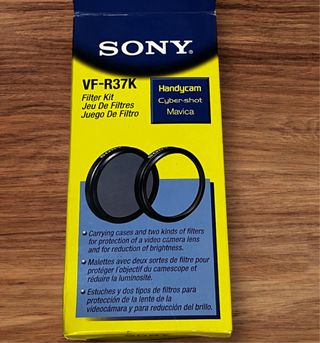 SONY.
VF-R37K
Filter Kit
Jeu De Filtres
Juego De Filtro
Handycam
Cyber-shot
Mavica
• Carrying cases and two kinds of filters
for protection of a video camera lens
and for reduction of brightness.
• Malettes avec deux sortes de filtre pour
protéger l'objectif du camescope et
réduire la luminosité.
• Estuches y dos tipos de filtros para
protección de la lente de la
videocámara y para reducción del brillo.